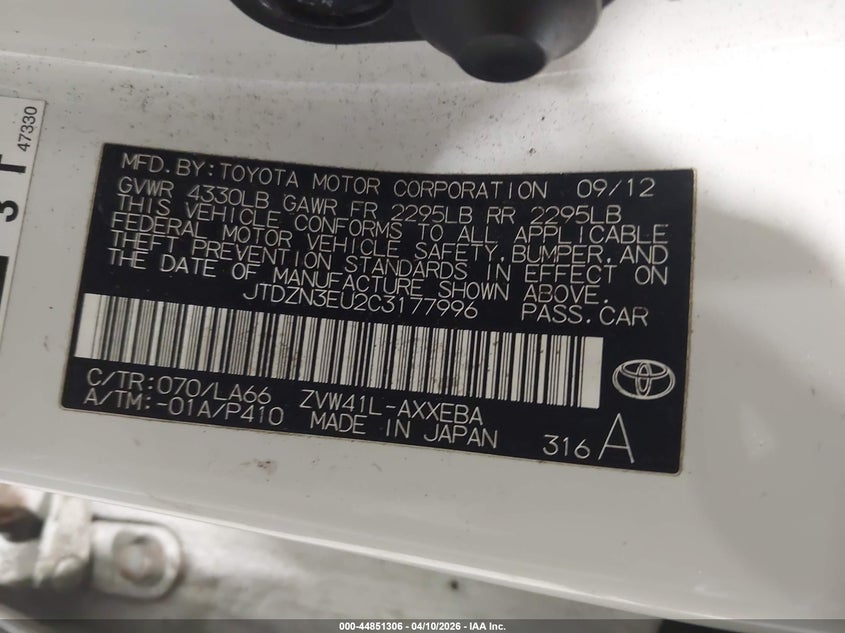 MFD.BY:TOYOTA MOTOR CORPORATION 09/12
GVWR 4330LB GAWR FR 2295LB RR 2295LB
THIS VEHICLE CONFORMS TO ALL APPLICABLE
FEDERAL MOTOR VEHICLE SAFETY,BUMPER,AND
THEFT PREVENTION STANDARDS IN EFFECT ON
THE DATE OF MANUFACTURE SHOWN ABOVE.
JTDZN3EU2C3177996 PASS.CAR
C/TR:070/LA66 ZVW41L-AXXEBA
A/TM:-01A/P410 MADE IN JAPAN 316 A
47330
000-44851306 - 04/10/2026 - IAA Inc.